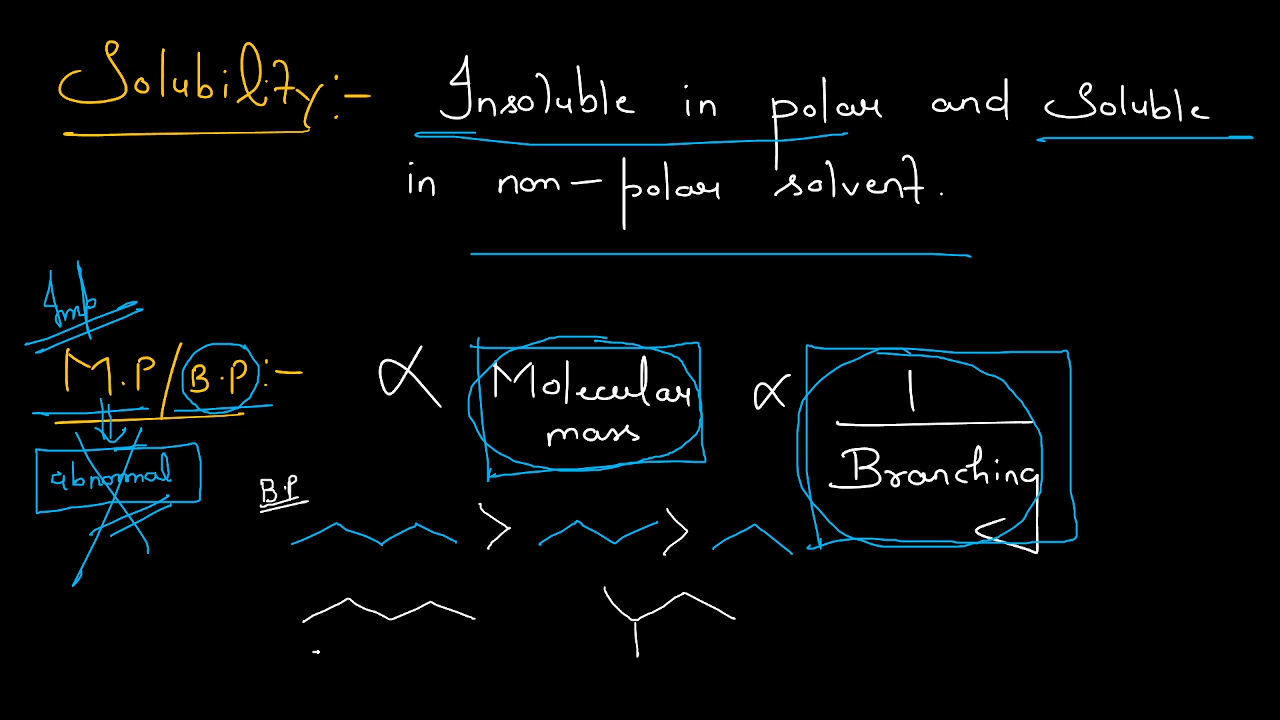 Solubility :- Insoluble in polar and Soluble
in non-polar solvent.
Imp
M.P/B.P :- ∝ Molecular mass ∝ 1/Branching
abnormal
B.P
> >